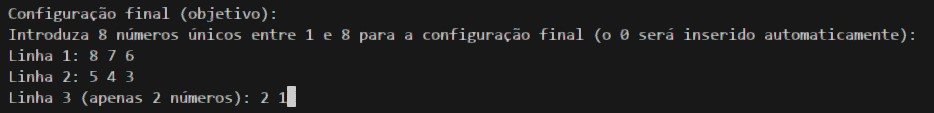 Configuração final (objetivo):
Introduza 8 números únicos entre 1 e 8 para a configuração final (o 0 será inserido automaticamente):
Linha 1: 8 7 6
Linha 2: 5 4 3
Linha 3 (apenas 2 números): 2 1